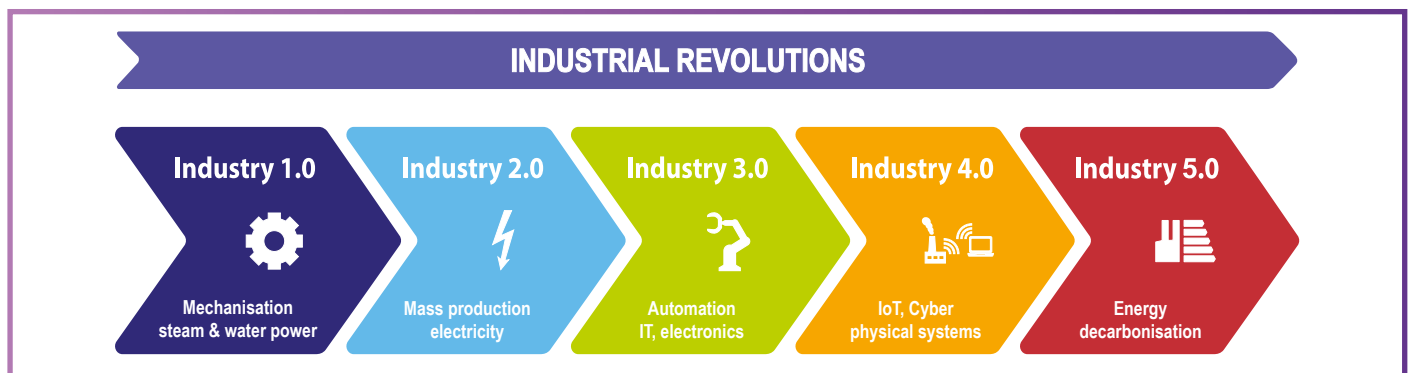 INDUSTRIAL REVOLUTIONS
Industry 1.0
Mechanisation
steam & water power
Industry 2.0
Mass production
electricity
Industry 3.0
Automation
IT, electronics
Industry 4.0
IoT, Cyber
physical systems
Industry 5.0
Energy
decarbonisation